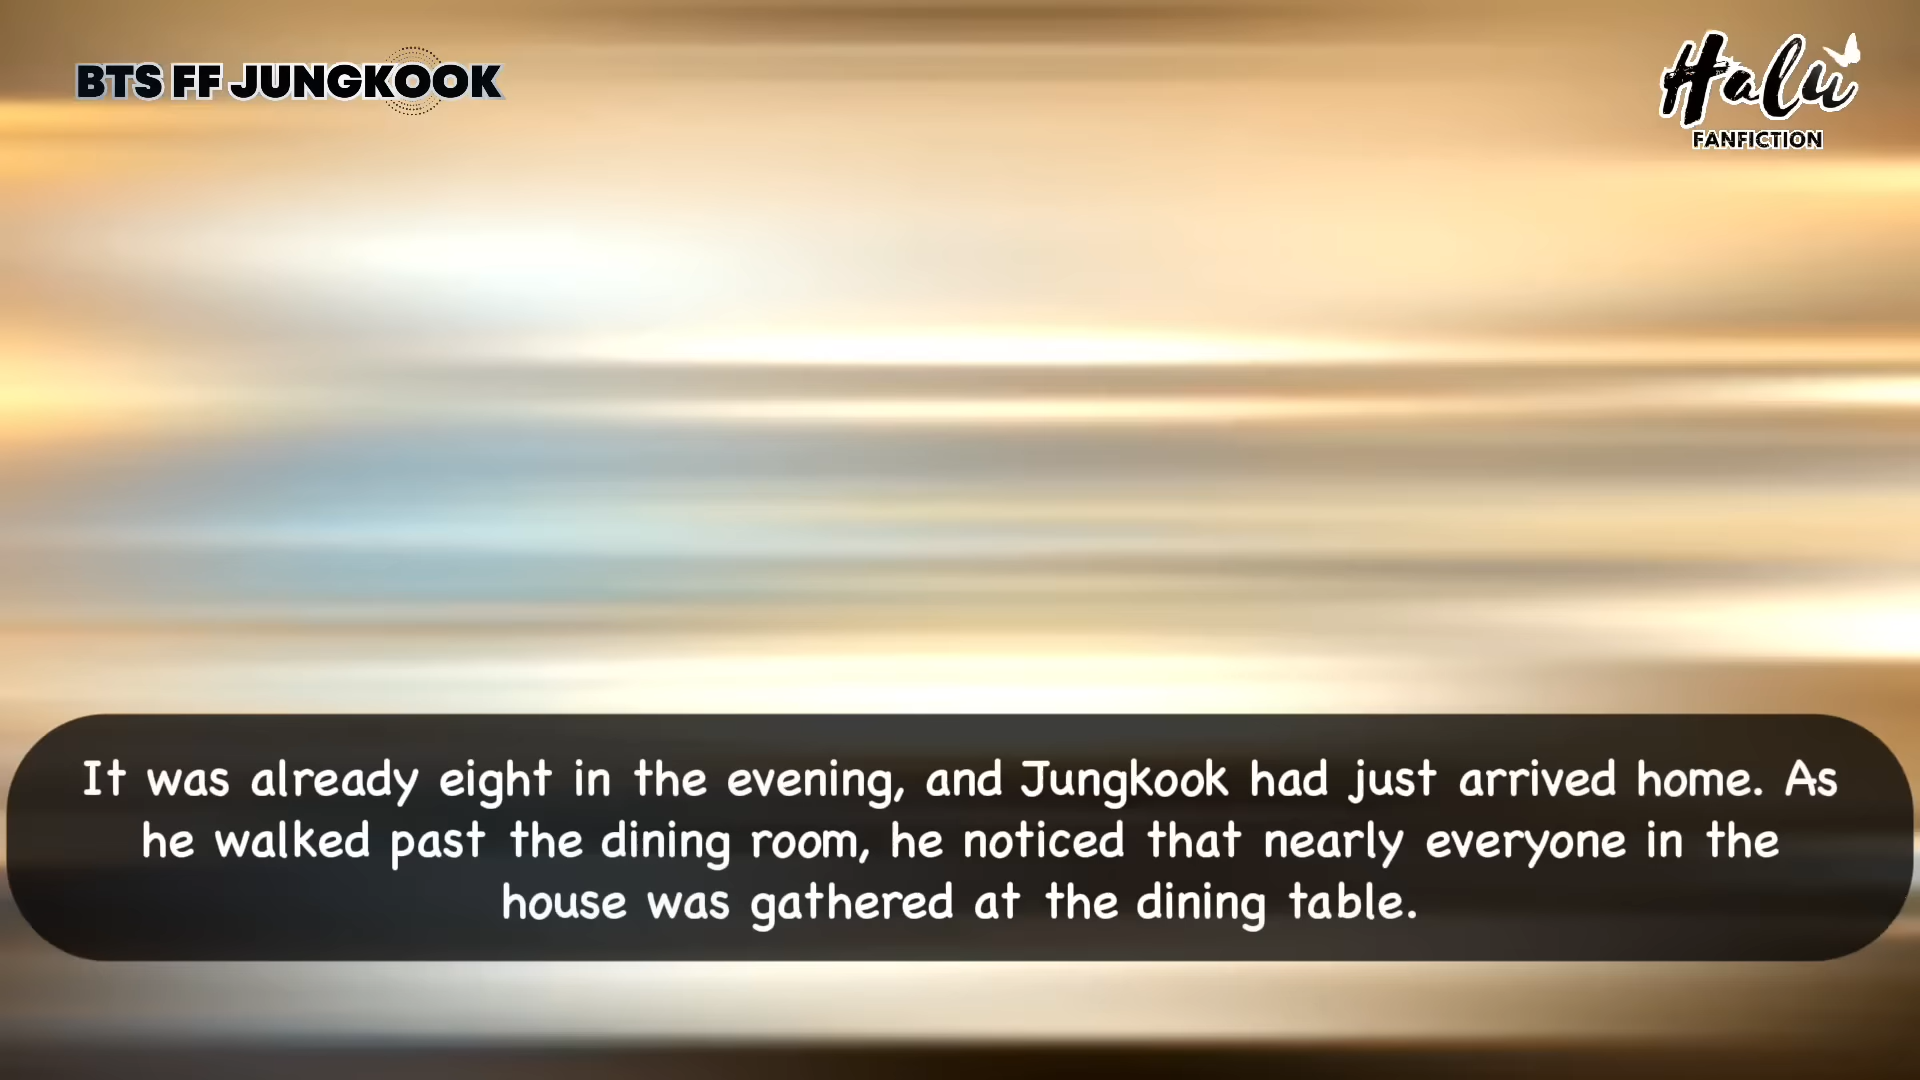 BTS FF JUNGKOOK
Halu
FANFICTION
It was already eight in the evening, and Jungkook had just arrived home. As
he walked past the dining room, he noticed that nearly everyone in the
house was gathered at the dining table.